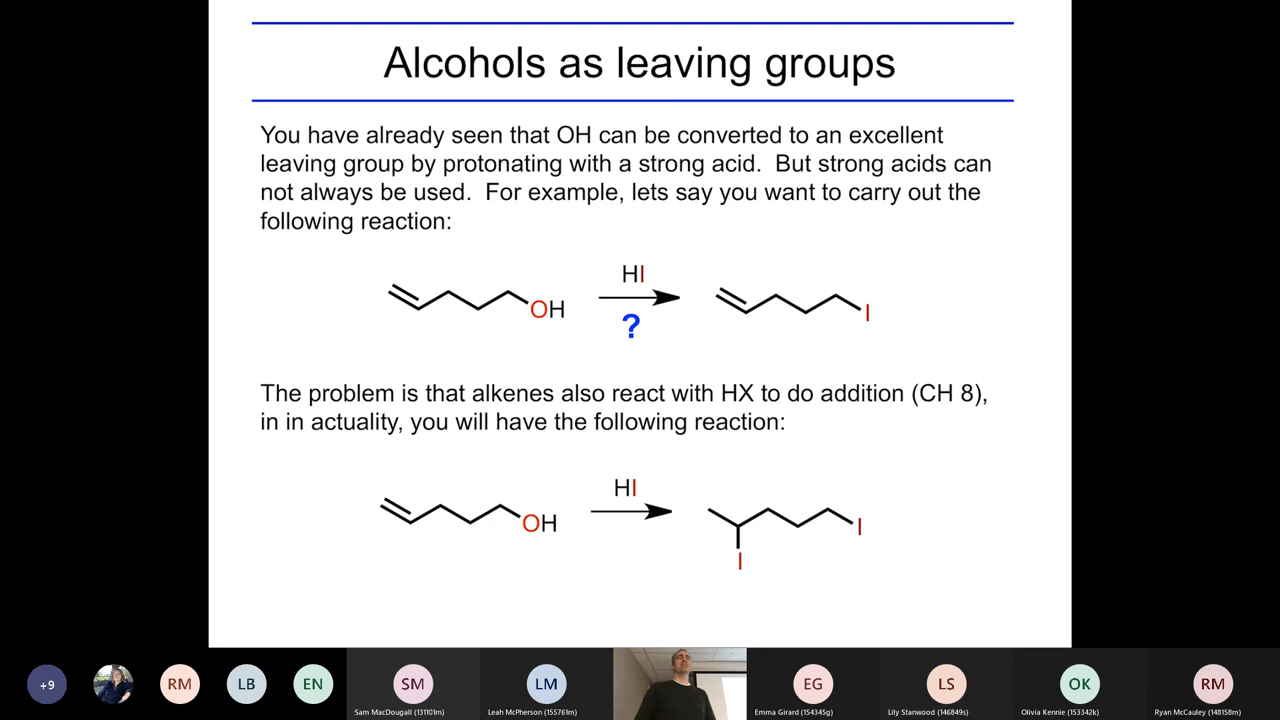 Alcohols as leaving groups
You have already seen that OH can be converted to an excellent
leaving group by protonating with a strong acid.  But strong acids can
not always be used.  For example, lets say you want to carry out the
following reaction:
HI
OH
?
I
The problem is that alkenes also react with HX to do addition (CH 8),
in in actuality, you will have the following reaction:
HI
OH
I
I
+9
RM
LB
EN
SM
Sam MacDougall (131101m)
LM
Leah McPherson (155761m)
EG
Emma Girard (154345g)
LS
Lily Stanwood (146849s)
OK
Olivia Kennie (153342k)
RM
Ryan McCauley (148158m)